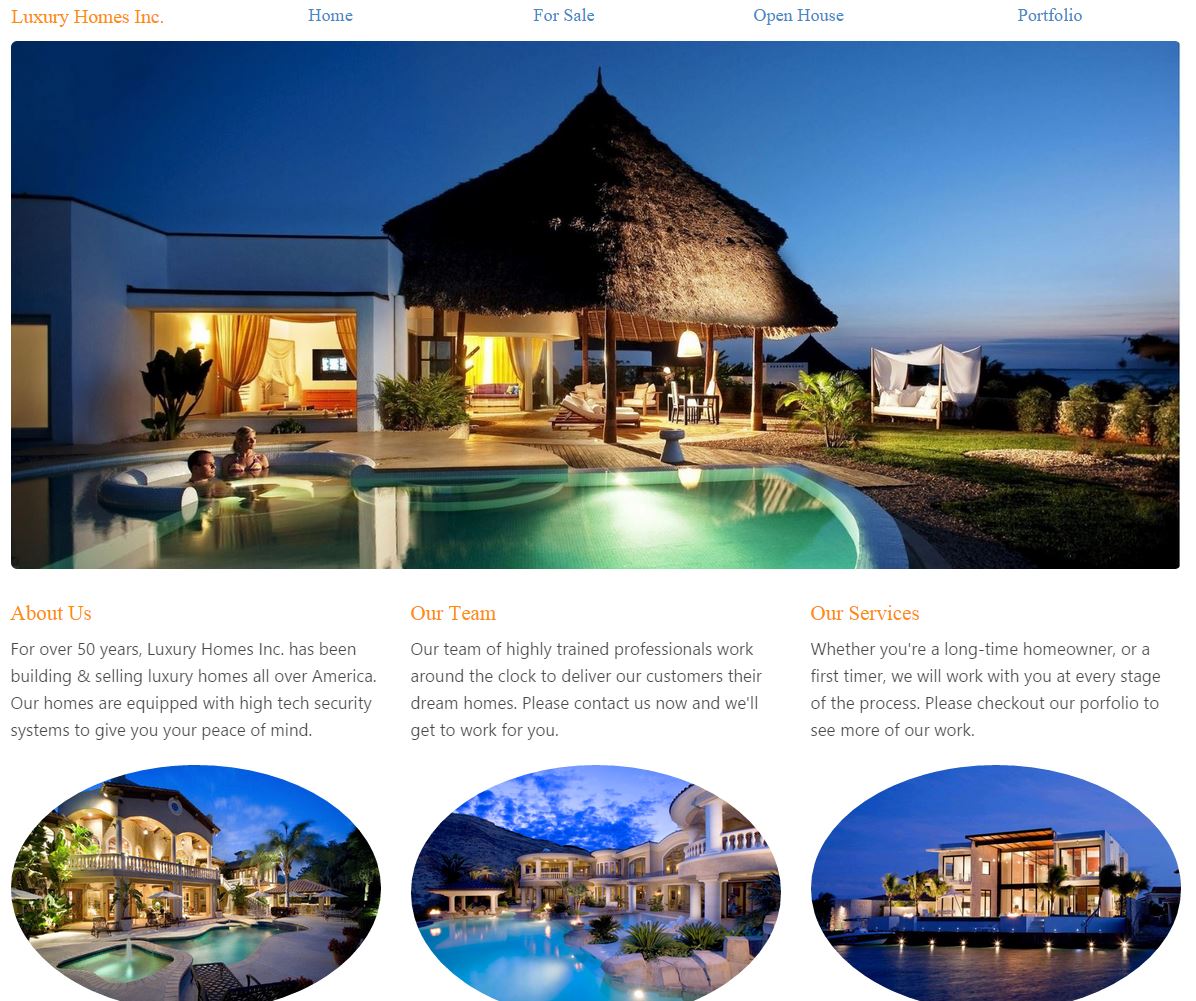 Luxury Homes Inc. Home For Sale Open House Portfolio
About Us
For over 50 years, Luxury Homes Inc. has been
building & selling luxury homes all over America.
Our homes are equipped with high tech security
systems to give you your peace of mind.
Our Team
Our team of highly trained professionals work
around the clock to deliver our customers their
dream homes. Please contact us now and we'll
get to work for you.
Our Services
Whether you're a long-time homeowner, or a
first timer, we will work with you at every stage
of the process. Please checkout our porfolio to
see more of our work.